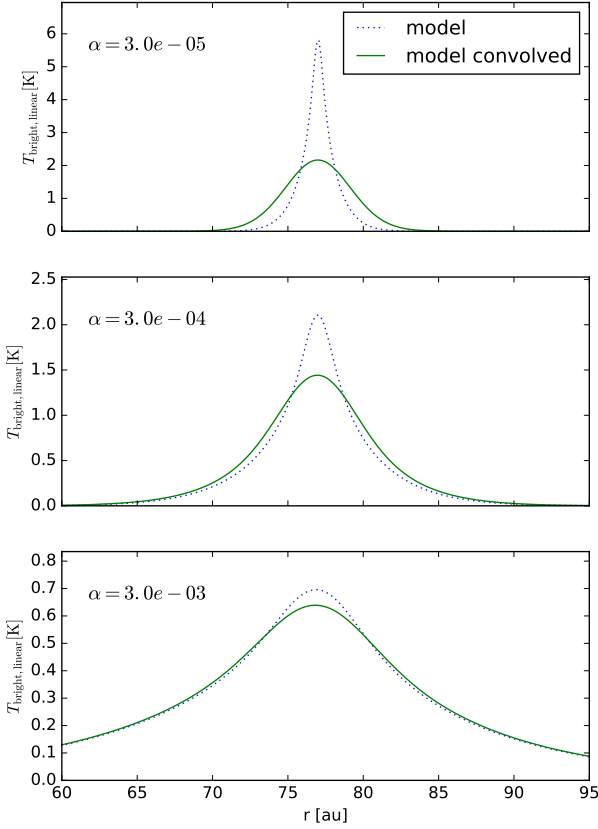 α = 3.0e − 05
model
model convolved
T_bright,linear [K]
6
5
4
3
2
1
0
α = 3.0e − 04
T_bright,linear [K]
2.5
2.0
1.5
1.0
0.5
0.0
α = 3.0e − 03
T_bright,linear [K]
0.8
0.7
0.6
0.5
0.4
0.3
0.2
0.1
0.0
60 65 70 75 80 85 90 95
r [au]